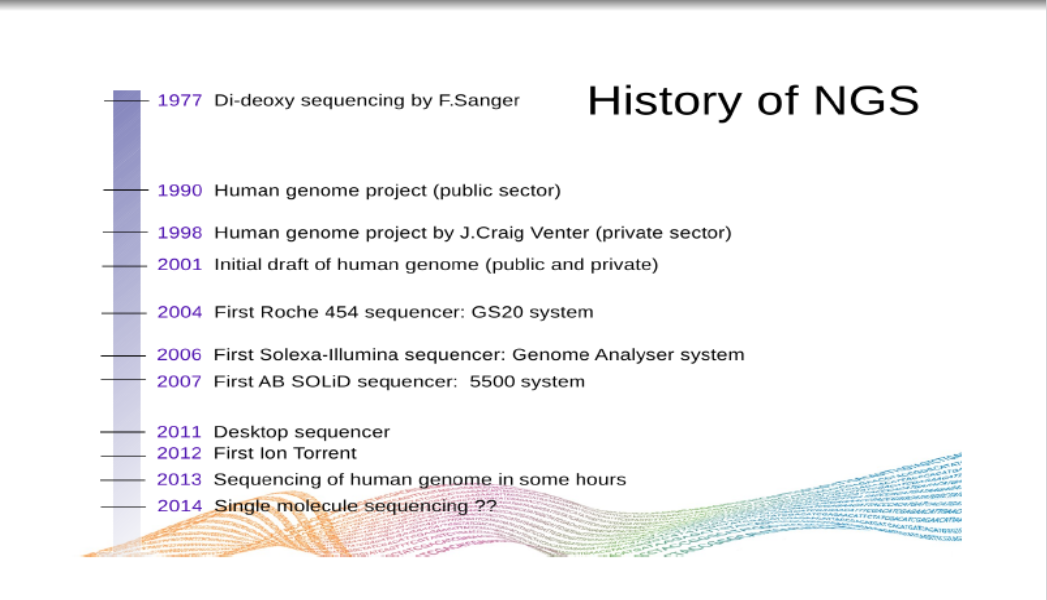 History of NGS
1977 Di-deoxy sequencing by F.Sanger
1990 Human genome project (public sector)
1998 Human genome project by J.Craig Venter (private sector)
2001 Initial draft of human genome (public and private)
2004 First Roche 454 sequencer: GS20 system
2006 First Solexa-Illumina sequencer: Genome Analyser system
2007 First AB SOLiD sequencer:  5500 system
2011 Desktop sequencer
2012 First Ion Torrent
2013 Sequencing of human genome in some hours
2014 Single molecule sequencing ??